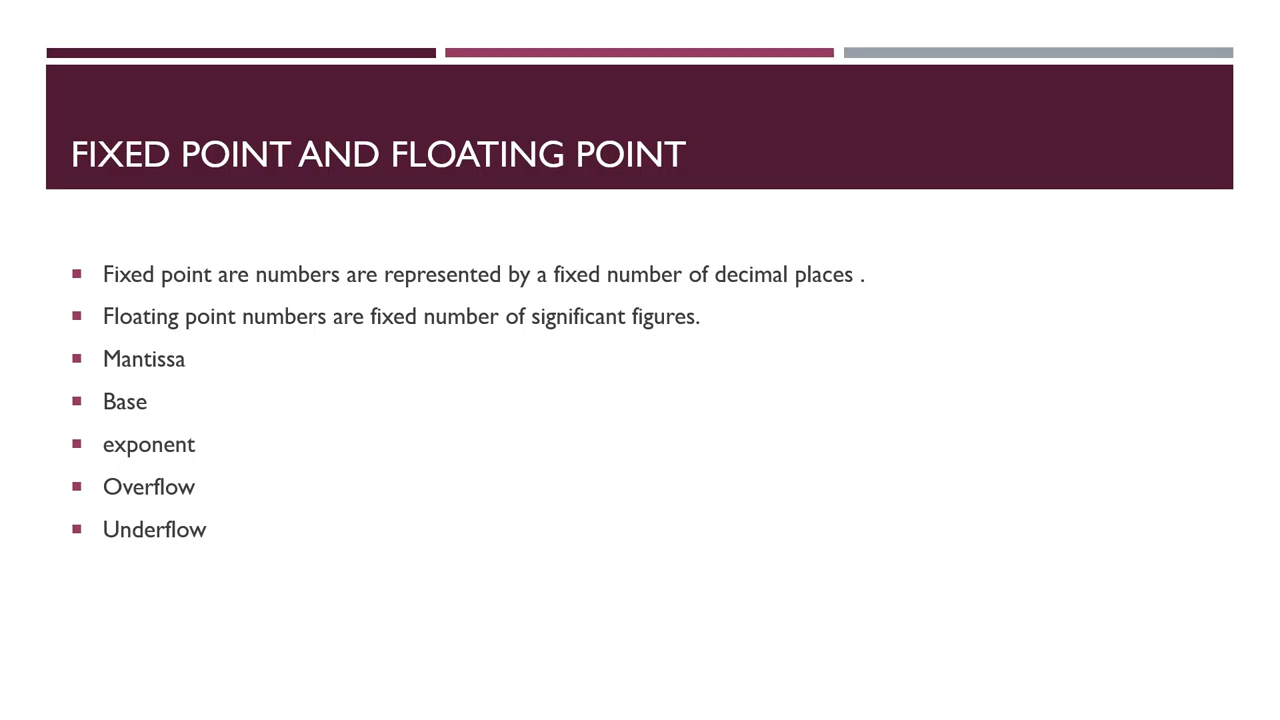 FIXED POINT AND FLOATING POINT
Fixed point are numbers are represented by a fixed number of decimal places .
Floating point numbers are fixed number of significant figures.
Mantissa
Base
exponent
Overflow
Underflow